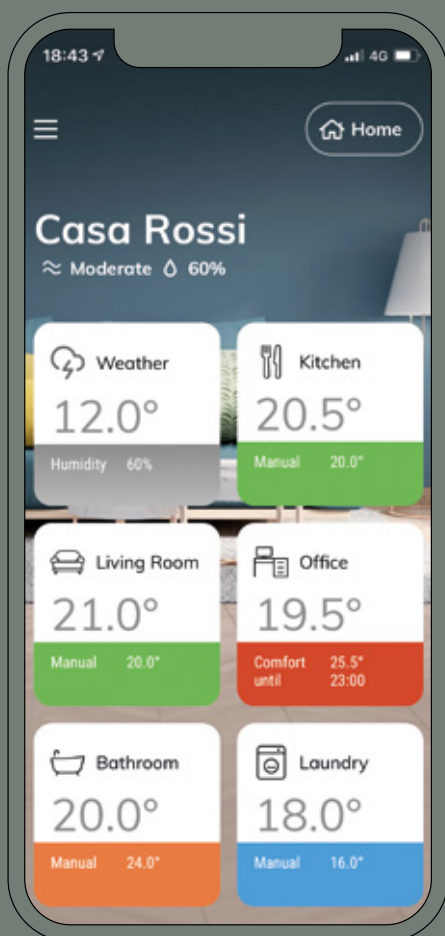 18:43
4G
Home
Casa Rossi
Moderate 60%
Weather
12.0°
Humidity 60%
Kitchen
20.5°
Manual 20.0°
Living Room
21.0°
Manual 20.0°
Office
19.5°
Comfort 25.5°
until 23:00
Bathroom
20.0°
Manual 24.0°
Laundry
18.0°
Manual 16.0°